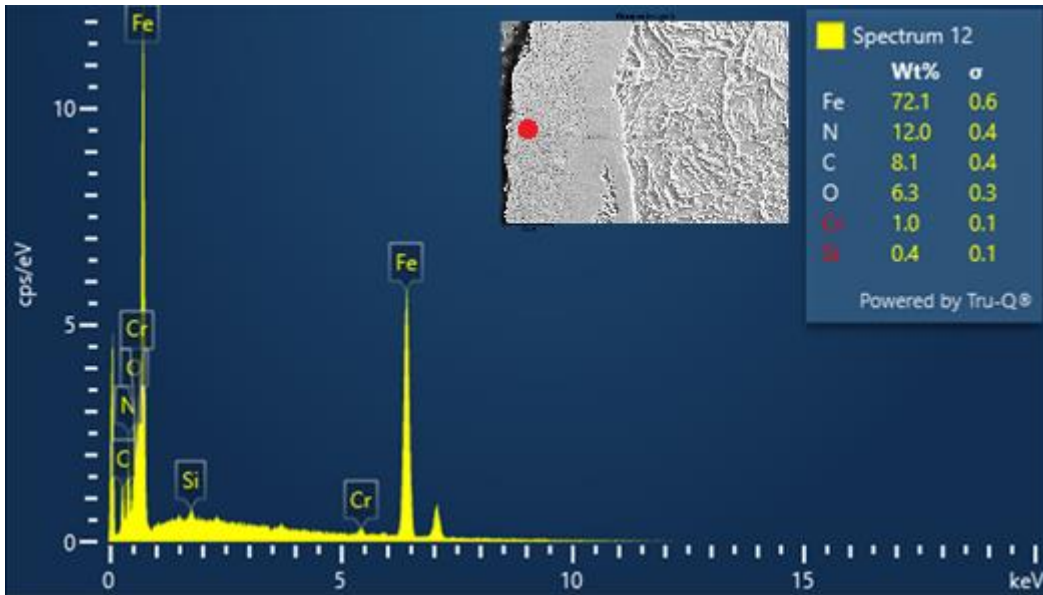 Fe
Spectrum 12
Wt% σ
Fe 72.1 0.6
N 12.0 0.4
C 8.1 0.4
O 6.3 0.3
Cr 1.0 0.1
Si 0.4 0.1
Powered by Tru-Q®
10
cps/eV
Fe
5
Cr
O
N
C
Si
Cr
0
0 5 10 15 keV